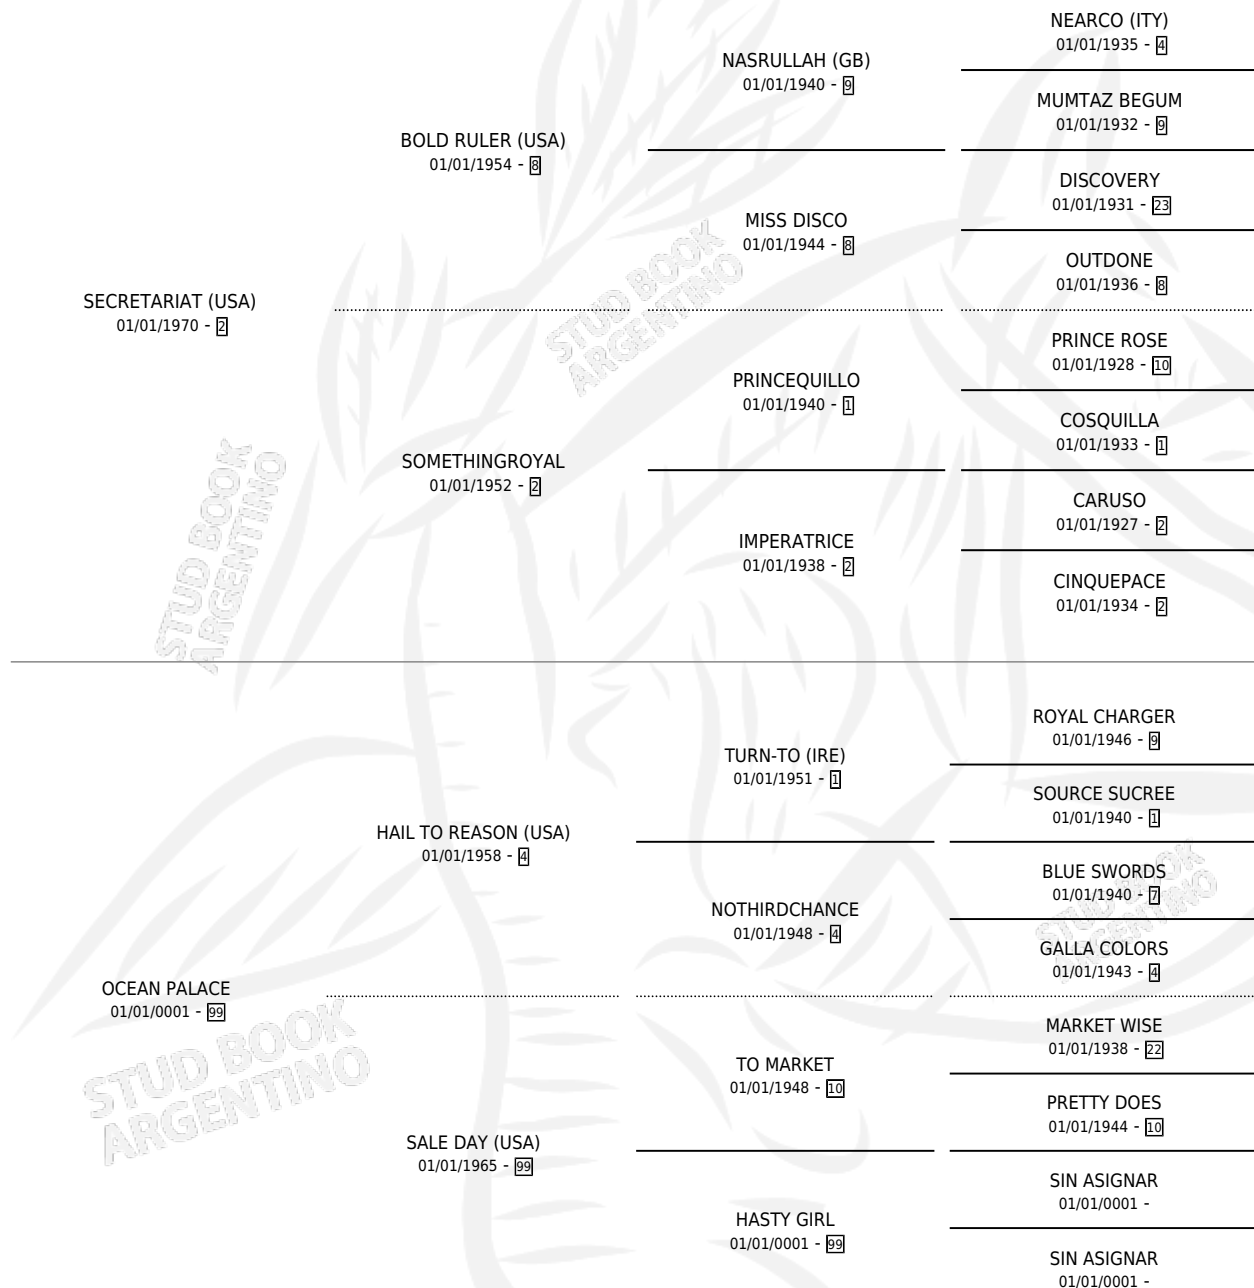 NEARCO (ITY)
01/01/1935 - 4
NASRULLAH (GB)
01/01/1940 - 9
MUMTAZ BEGUM
01/01/1932 - 9
BOLD RULER (USA)
01/01/1954 - 8
DISCOVERY
01/01/1931 - 23
MISS DISCO
01/01/1944 - 8
OUTDONE
01/01/1936 - 8
SECRETARIAT (USA)
01/01/1970 - 2
PRINCE ROSE
01/01/1928 - 10
PRINCEQUILLO
01/01/1940 - 1
COSQUILLA
01/01/1933 - 1
SOMETHINGROYAL
01/01/1952 - 2
CARUSO
01/01/1927 - 2
IMPERATRICE
01/01/1938 - 2
CINQUEPACE
01/01/1934 - 2
ROYAL CHARGER
01/01/1946 - 9
TURN-TO (IRE)
01/01/1951 - 1
SOURCE SUCREE
01/01/1940 - 1
HAIL TO REASON (USA)
01/01/1958 - 4
BLUE SWORDS
01/01/1940 - 7
NOTHIRDCHANCE
01/01/1948 - 4
GALLA COLORS
01/01/1943 - 4
OCEAN PALACE
01/01/0001 - 99
MARKET WISE
01/01/1938 - 22
TO MARKET
01/01/1948 - 10
PRETTY DOES
01/01/1944 - 10
SALE DAY (USA)
01/01/1965 - 99
SIN ASIGNAR
01/01/0001 -
HASTY GIRL
01/01/0001 - 99
SIN ASIGNAR
01/01/0001 -
STUD BOOK
ARGENTINO
STUD BOOK
ARGENTINO
STUD BOOK
ARGENTINO
STUD BOOK
ARGENTINO